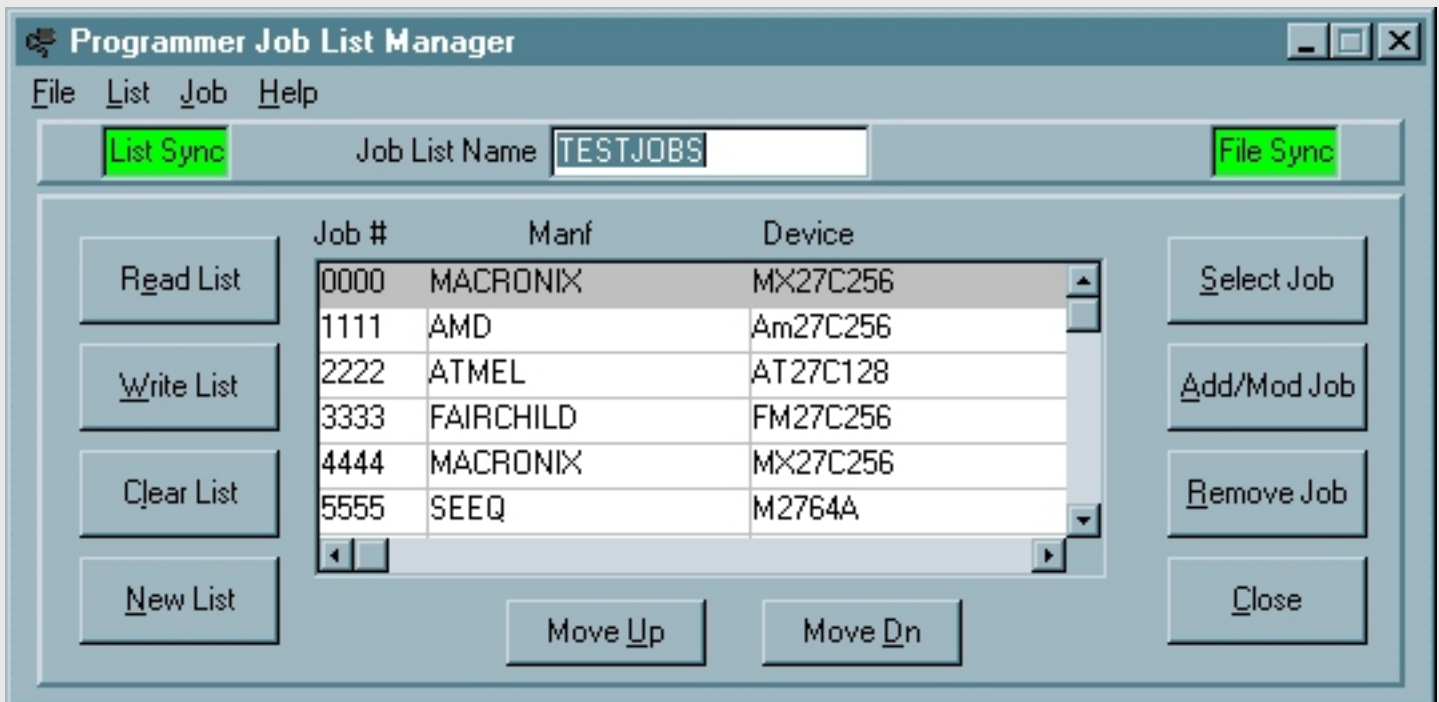 Programmer Job List Manager
File List Job Help
List Sync Job List Name TESTJOBS File Sync
Job # Manf Device
Read List 0000 MACRONIX MX27C256 Select Job
1111 AMD Am27C256
Write List 2222 ATMEL AT27C128 Add/Mod Job
3333 FAIRCHILD FM27C256
4444 MACRONIX MX27C256
Clear List 5555 SEEQ M2764A Remove Job
New List Move Up Move Dn Close